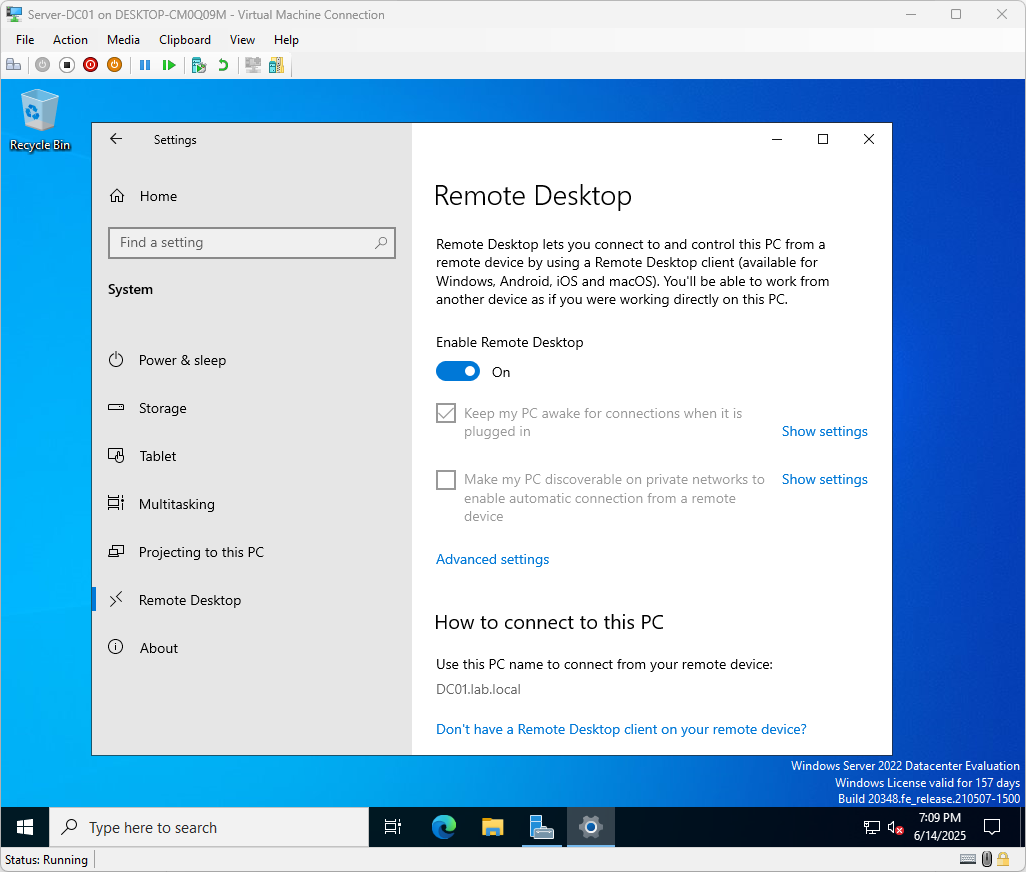 Server-DC01 on DESKTOP-CM0Q09M - Virtual Machine Connection
File Action Media Clipboard View Help
Recycle Bin
Settings
Home
Find a setting
System
Power & sleep
Storage
Tablet
Multitasking
Projecting to this PC
Remote Desktop
About
Remote Desktop
Remote Desktop lets you connect to and control this PC from a
remote device by using a Remote Desktop client (available for
Windows, Android, iOS and macOS). You'll be able to work from
another device as if you were working directly on this PC.
Enable Remote Desktop
On
Keep my PC awake for connections when it is
plugged in
Show settings
Make my PC discoverable on private networks to
enable automatic connection from a remote
device
Show settings
Advanced settings
How to connect to this PC
Use this PC name to connect from your remote device:
DC01.lab.local
Don't have a Remote Desktop client on your remote device?
Windows Server 2022 Datacenter Evaluation
Windows License valid for 157 days
Build 20348.fe_release.210507-1500
Type here to search
7:09 PM
6/14/2025
Status: Running